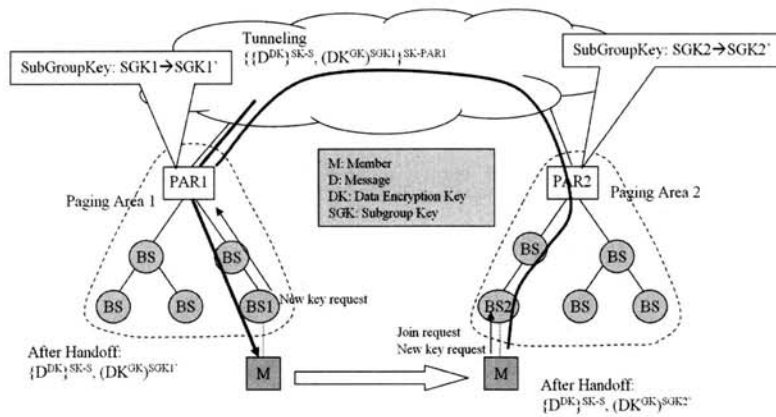 Tunneling
{{D^DK}^SK-S, (DK^GK)^SGK1}^SK-PAR1
SubGroupKey: SGK1→SGK1`
SubGroupKey: SGK2→SGK2`
M: Member
D: Message
DK: Data Encryption Key
SGK: Subgroup Key
PAR1
PAR2
Paging Area 1
Paging Area 2
BS
BS
BS
BS
BS
BS
BS
BS
BS1
New key request
BS2
Join request
New key request
After Handoff:
{D^DK}^SK-S, (DK^GK)^SGK1`
M
M
After Handoff:
{D^DK}^SK-S, (DK^GK)^SGK2`